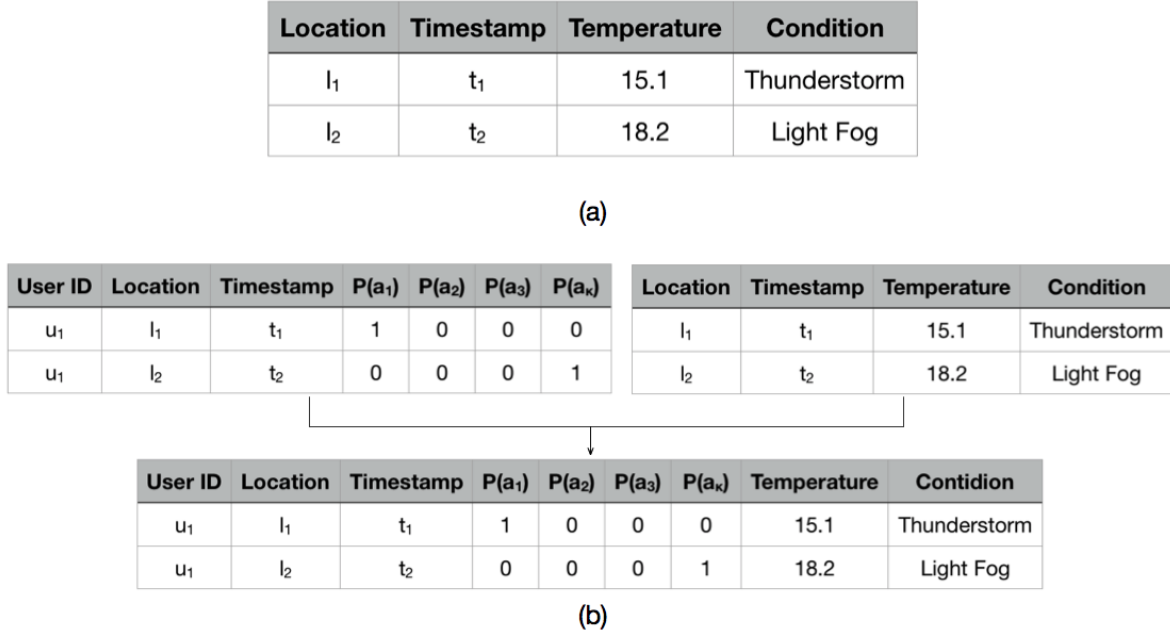 Location Timestamp Temperature Condition
l₁ t₁ 15.1 Thunderstorm
l₂ t₂ 18.2 Light Fog
(a)
User ID Location Timestamp P(a₁) P(a₂) P(a₃) P(aₖ)
u₁ l₁ t₁ 1 0 0 0
u₁ l₂ t₂ 0 0 0 1
Location Timestamp Temperature Condition
l₁ t₁ 15.1 Thunderstorm
l₂ t₂ 18.2 Light Fog
User ID Location Timestamp P(a₁) P(a₂) P(a₃) P(aₖ) Temperature Contidion
u₁ l₁ t₁ 1 0 0 0 15.1 Thunderstorm
u₁ l₂ t₂ 0 0 0 1 18.2 Light Fog
(b)